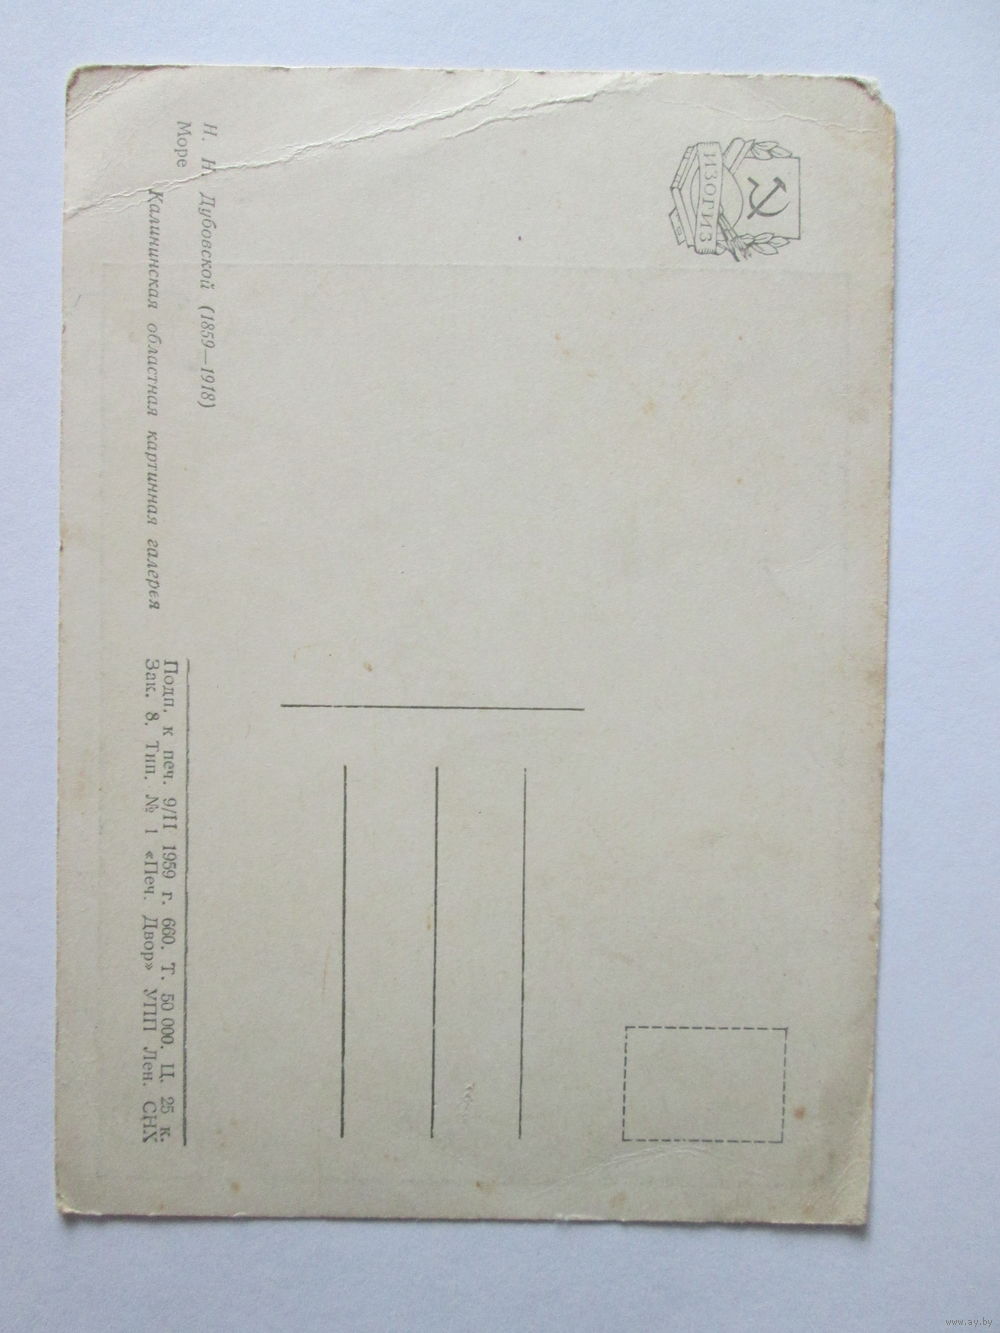 ИЗОГИЗ
Н. Н. Дубовской (1859—1918)
Море
Калининская областная картинная галерея
Подп. к печ. 9/II 1959 г. 660. Т. 50 000. Ц. 25 к.
Зак. 8. Тип. № 1 «Печ. Двор» УПП Лен. СНХ
www.ay.by